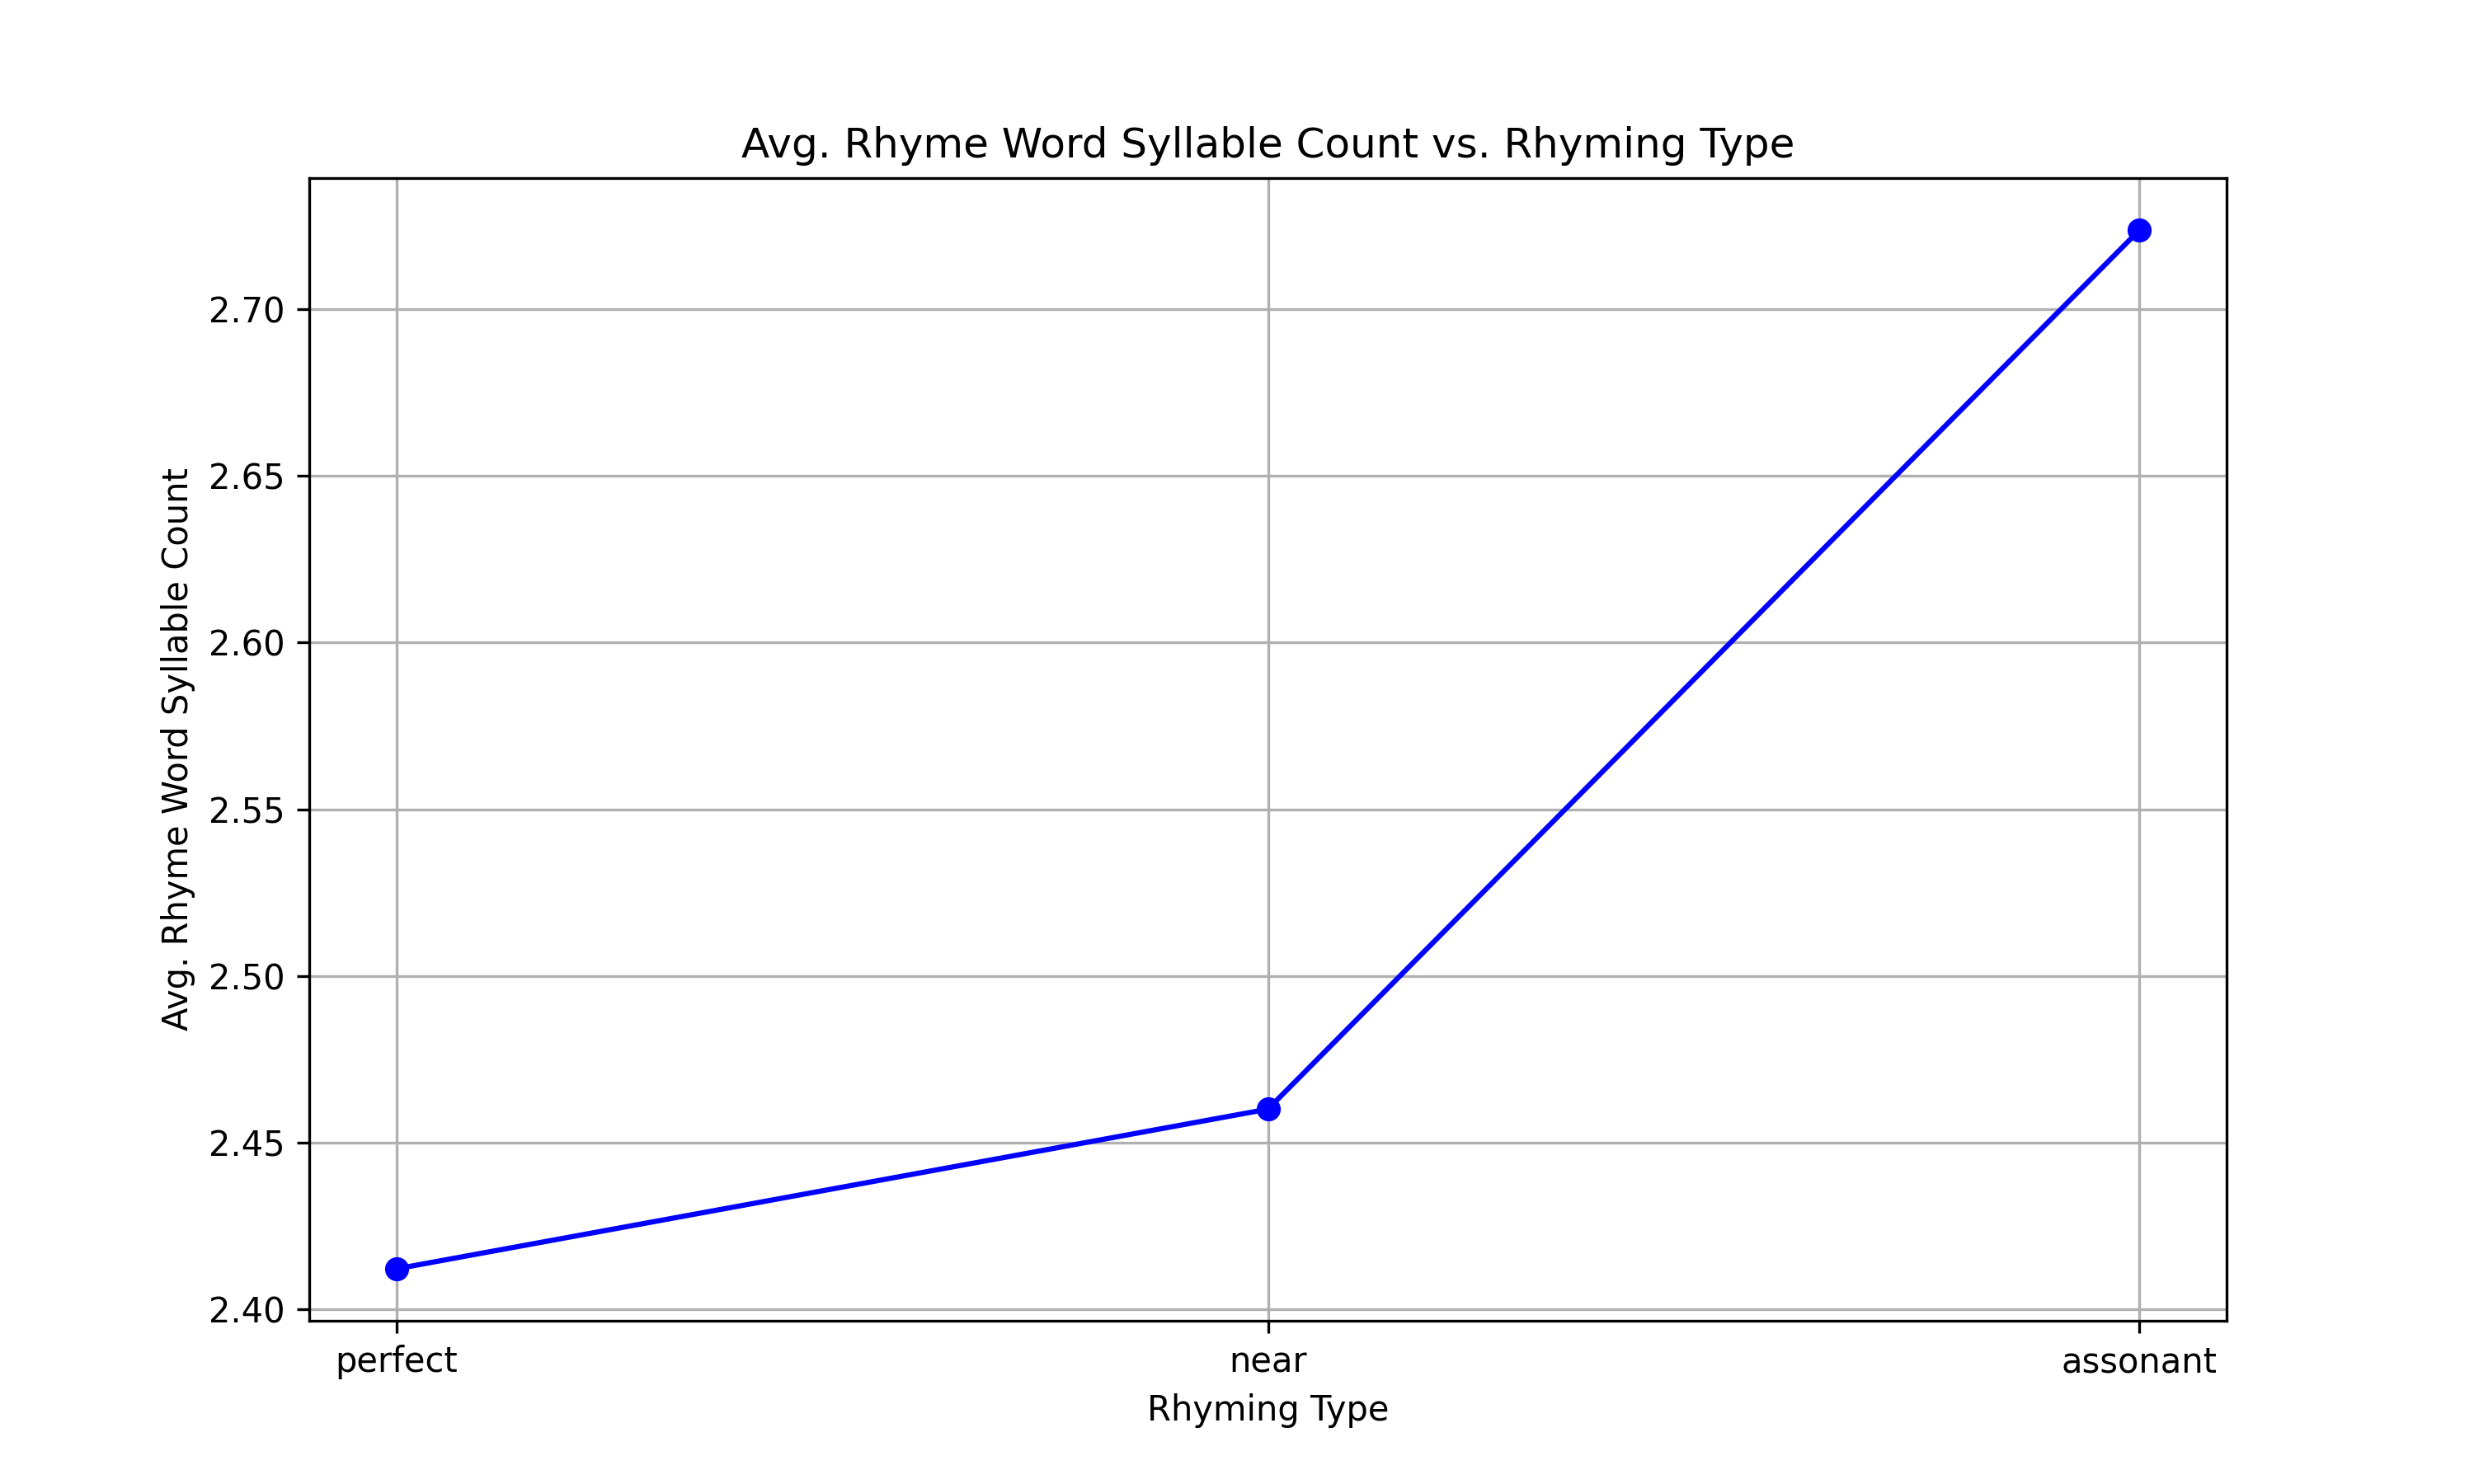 Avg. Rhyme Word Syllable Count vs. Rhyming Type
Avg. Rhyme Word Syllable Count
2.70
2.65
2.60
2.55
2.50
2.45
2.40
perfect
near
assonant
Rhyming Type